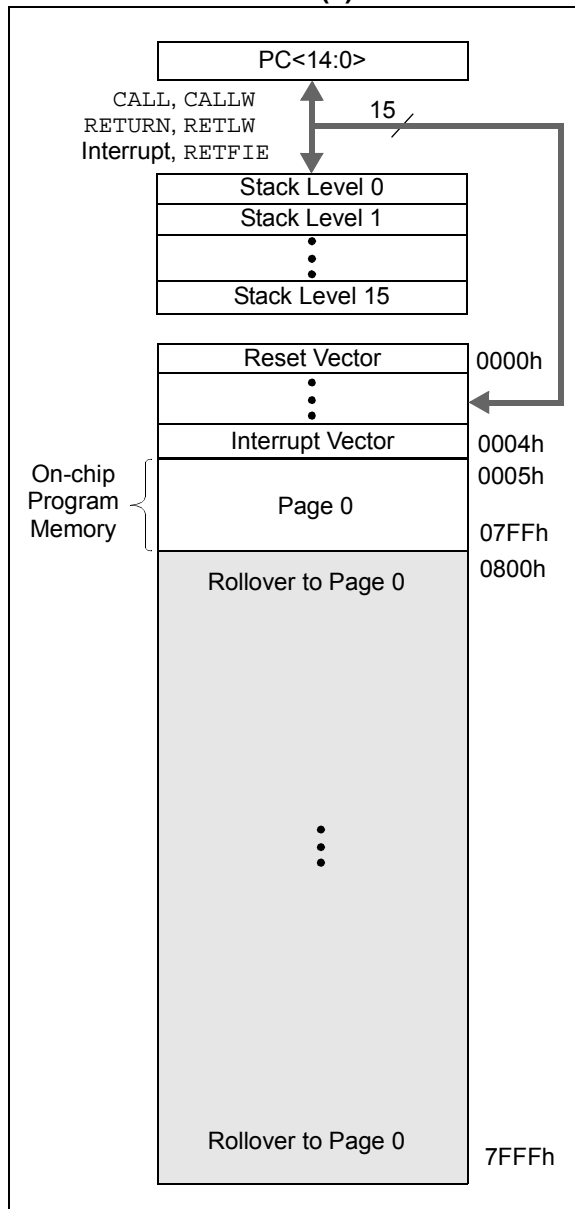 PC<14:0>
CALL, CALLW
RETURN, RETLW
Interrupt, RETFIE
15
Stack Level 0
Stack Level 1
Stack Level 15
Reset Vector
0000h
Interrupt Vector
0004h
On-chip
Program
Memory
Page 0
0005h
07FFh
Rollover to Page 0
0800h
Rollover to Page 0
7FFFh